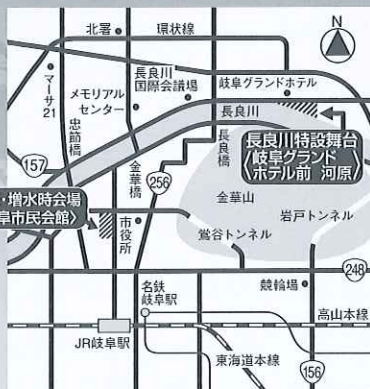 N
北署
環状線
マーサ
21
メモリアル
センター
長良川
国際会議場
岐阜グランドホテル
長良川
忠節橋
長良橋
長良川特設舞台
〈岐阜グランド
ホテル前 河原〉
157
金華橋
256
金華山
・増水時会場
阜市民会館〉
市役所
岩戸トンネル
鶯谷トンネル
248
名鉄
岐阜駅
競輪場
高山本線
JR岐阜駅
東海道本線
156